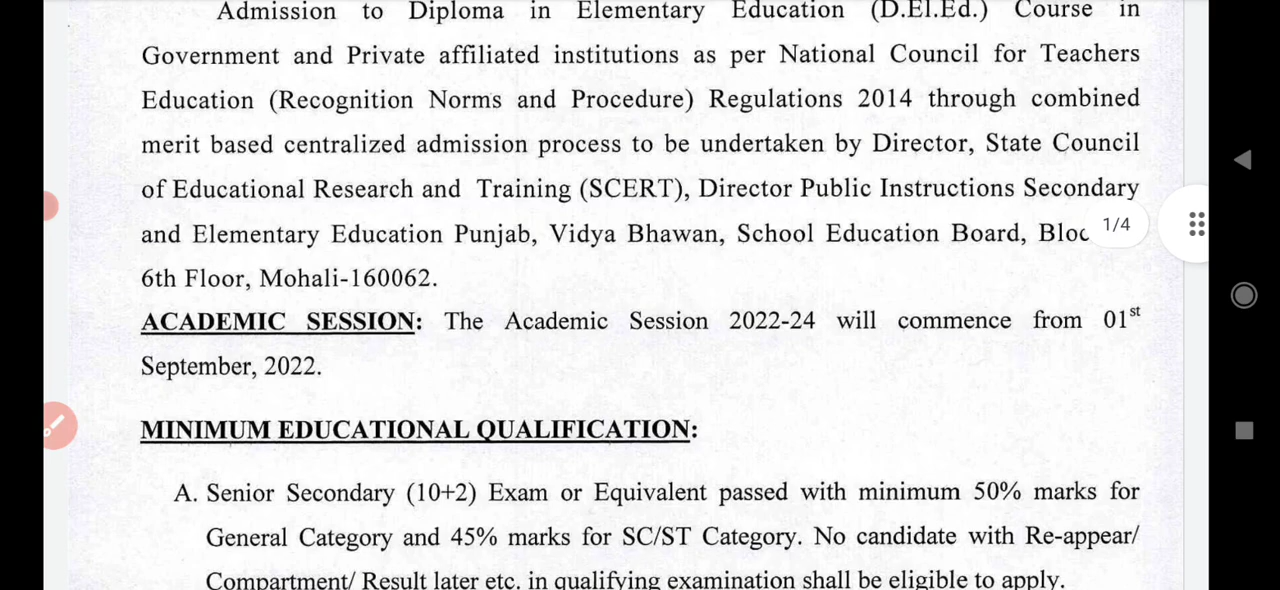 Admission to Diploma in Elementary Education (D.El.Ed.) Course in
Government and Private affiliated institutions as per National Council for Teachers
Education (Recognition Norms and Procedure) Regulations 2014 through combined
merit based centralized admission process to be undertaken by Director, State Council
of Educational Research and Training (SCERT), Director Public Instructions Secondary
and Elementary Education Punjab, Vidya Bhawan, School Education Board,
1/4
6th Floor, Mohali-160062.
ACADEMIC SESSION: The Academic Session 2022-24 will commence from 01st
September, 2022.
MINIMUM EDUCATIONAL QUALIFICATION:
A. Senior Secondary (10+2) Exam or Equivalent passed with minimum 50% marks for
General Category and 45% marks for SC/ST Category. No candidate with Re-appear/
Compartment/ Result later etc. in qualifying examination shall be eligible to apply.